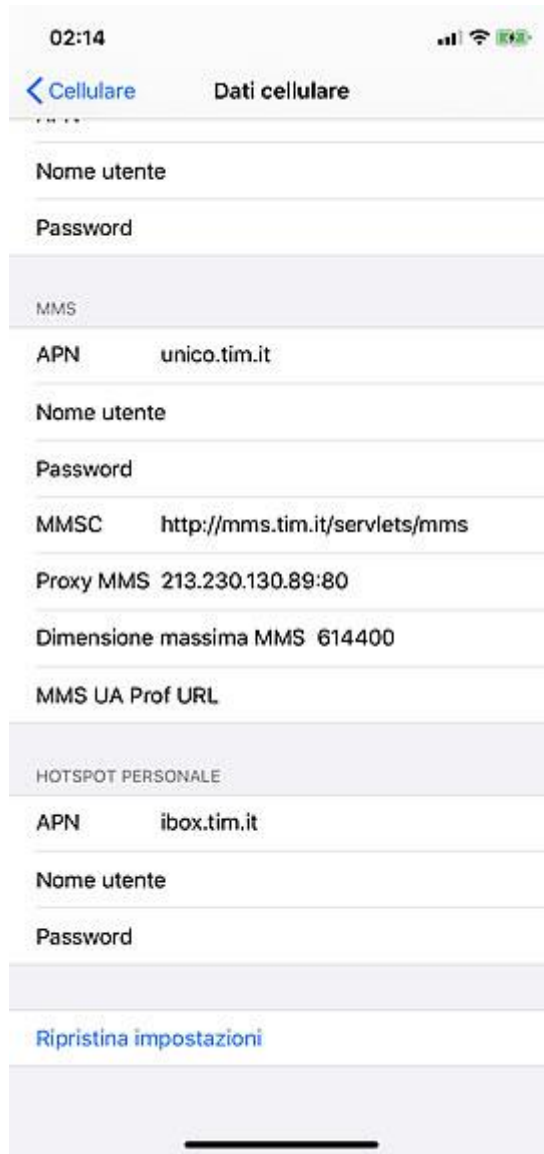 02:14
Cellulare Dati cellulare
Nome utente
Password
MMS
APN unico.tim.it
Nome utente
Password
MMSC http://mms.tim.it/servlets/mms
Proxy MMS 213.230.130.89:80
Dimensione massima MMS 614400
MMS UA Prof URL
HOTSPOT PERSONALE
APN ibox.tim.it
Nome utente
Password
Ripristina impostazioni